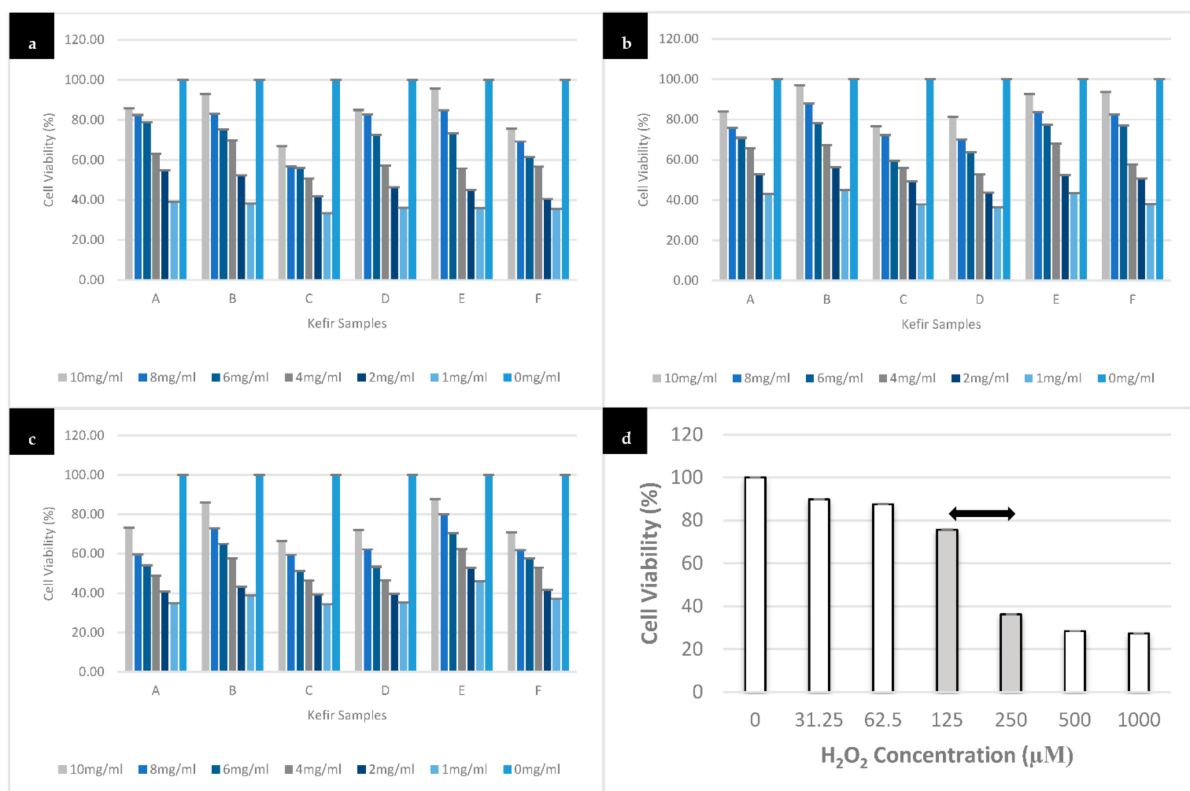 a
120.00
100.00
80.00
60.00
40.00
20.00
0.00
Cell Viability (%)
A B C D E F
Kefir Samples
10mg/ml 8mg/ml 6mg/ml 4mg/ml 2mg/ml 1mg/ml 0mg/ml
b
120.00
100.00
80.00
60.00
40.00
20.00
0.00
Cell Viability (%)
A B C D E F
Kefir Samples
10mg/ml 8mg/ml 6mg/ml 4mg/ml 2mg/ml 1mg/ml 0mg/ml
c
120.00
100.00
80.00
60.00
40.00
20.00
0.00
Cell Viability (%)
A B C D E F
Kefir Samples
10mg/ml 8mg/ml 6mg/ml 4mg/ml 2mg/ml 1mg/ml 0mg/ml
d
120
100
80
60
40
20
0
Cell Viability (%)
0 31.25 62.5 125 250 500 1000
H₂O₂ Concentration (µM)